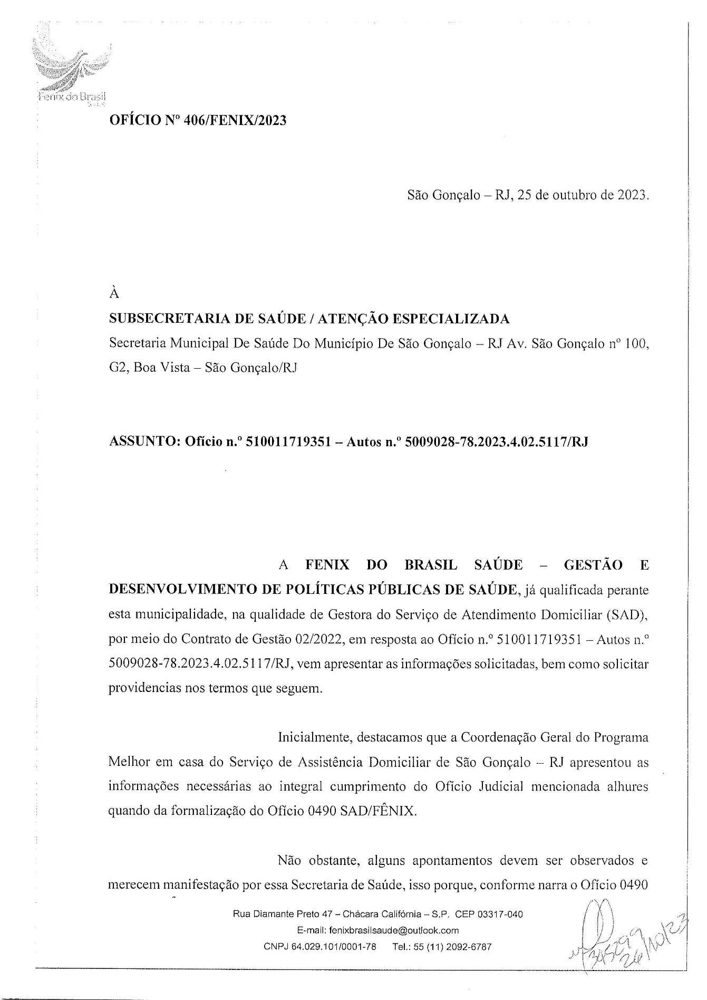 Fenix do Brasil
OFÍCIO Nº 406/FENIX/2023
São Gonçalo – RJ, 25 de outubro de 2023.
À
SUBSECRETARIA DE SAÚDE / ATENÇÃO ESPECIALIZADA
Secretaria Municipal De Saúde Do Município De São Gonçalo – RJ Av. São Gonçalo nº 100,
G2, Boa Vista – São Gonçalo/RJ
ASSUNTO: Ofício n.º 510011719351 – Autos n.º 5009028-78.2023.4.02.5117/RJ
A FENIX DO BRASIL SAÚDE – GESTÃO E
DESENVOLVIMENTO DE POLÍTICAS PÚBLICAS DE SAÚDE, já qualificada perante
esta municipalidade, na qualidade de Gestora do Serviço de Atendimento Domiciliar (SAD),
por meio do Contrato de Gestão 02/2022, em resposta ao Ofício n.º 510011719351 – Autos n.º
5009028-78.2023.4.02.5117/RJ, vem apresentar as informações solicitadas, bem como solicitar
providencias nos termos que seguem.
Inicialmente, destacamos que a Coordenação Geral do Programa
Melhor em casa do Serviço de Assistência Domiciliar de São Gonçalo – RJ apresentou as
informações necessárias ao integral cumprimento do Ofício Judicial mencionada alhures
quando da formalização do Ofício 0490 SAD/FÊNIX.
Não obstante, alguns apontamentos devem ser observados e
merecem manifestação por essa Secretaria de Saúde, isso porque, conforme narra o Ofício 0490
Rua Diamante Preto 47 – Chácara Califórnia – S.P. CEP 03317-040
E-mail: fenixbrasilsaude@outlook.com
CNPJ 64.029.101/0001-78 Tel.: 55 (11) 2092-6787
26/10/23